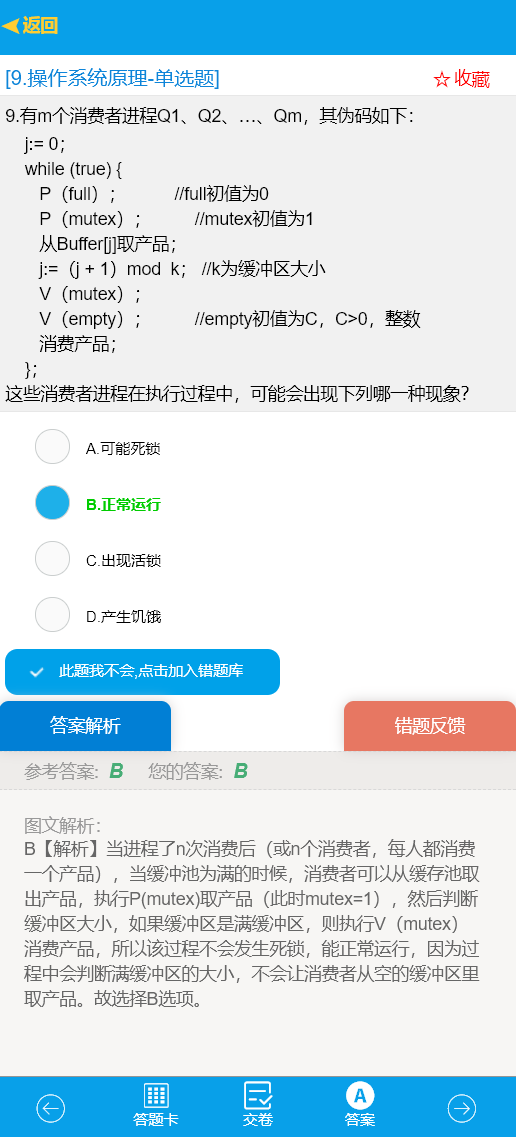 返回
[9.操作系统原理-单选题]
☆ 收藏
9.有m个消费者进程Q1、Q2、…、Qm，其伪码如下：
j:= 0；
while (true) {
P（full）； //full初值为0
P（mutex）； //mutex初值为1
从Buffer[j]取产品；
j:=（j + 1）mod k； //k为缓冲区大小
V（mutex）；
V（empty）； //empty初值为C，C>0，整数
消费产品；
}；
这些消费者进程在执行过程中，可能会出现下列哪一种现象？
A.可能死锁
B.正常运行
C.出现活锁
D.产生饥饿
此题我不会,点击加入错题库
答案解析
错题反馈
参考答案: B 您的答案: B
图文解析：
B【解析】当进程了n次消费后（或n个消费者，每人都消费
一个产品），当缓冲池为满的时候，消费者可以从缓存池取
出产品，执行P(mutex)取产品（此时mutex=1），然后判断
缓冲区大小，如果缓冲区是满缓冲区，则执行V（mutex）
消费产品，所以该过程不会发生死锁，能正常运行，因为过
程中会判断满缓冲区的大小，不会让消费者从空的缓冲区里
取产品。故选择B选项。
答题卡
交卷
A
答案